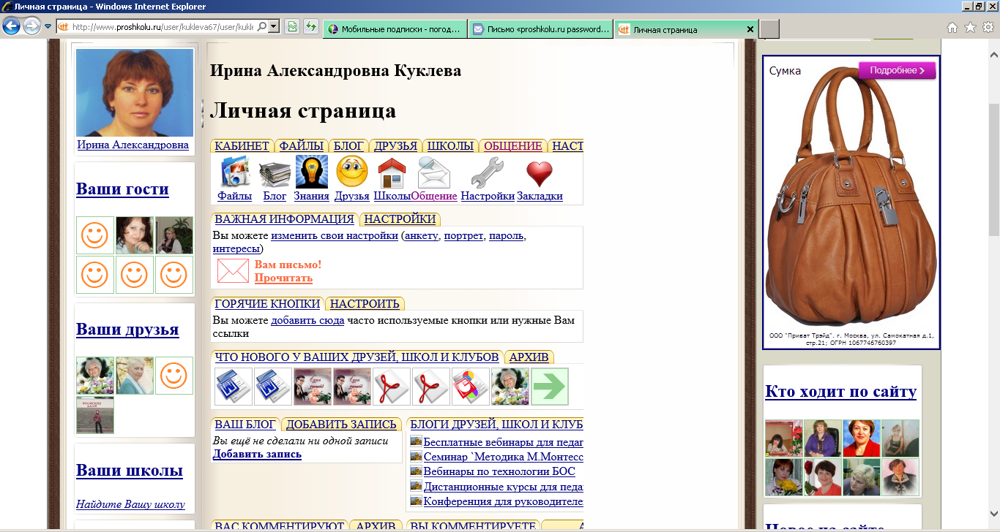 Личная страница - Windows Internet Explorer
http://www.proshkolu.ru/user/kukleva67/user/kukle
Мобильные подписки - погод...
Письмо «proshkolu.ru password...
Личная страница
Ирина Александровна
Ваши гости
Ваши друзья
Ваши школы
Найдите Вашу школу
Ирина Александровна Куклева
Личная страница
КАБИНЕТ ФАЙЛЫ БЛОГ ДРУЗЬЯ ШКОЛЫ ОБЩЕНИЕ НАСТ
Файлы Блог Знания Друзья Школы Общение Настройки Закладки
ВАЖНАЯ ИНФОРМАЦИЯ НАСТРОЙКИ
Вы можете изменить свои настройки (анкету, портрет, пароль,
интересы)
Вам письмо!
Прочитать
ГОРЯЧИЕ КНОПКИ НАСТРОИТЬ
Вы можете добавить сюда часто используемые кнопки или нужные Вам
ссылки
ЧТО НОВОГО У ВАШИХ ДРУЗЕЙ, ШКОЛ И КЛУБОВ АРХИВ
ВАШ БЛОГ ДОБАВИТЬ ЗАПИСЬ
Вы ещё не сделали ни одной записи
Добавить запись
БЛОГИ ДРУЗЕЙ, ШКОЛ И КЛУБ
Бесплатные вебинары для педаг
Семинар `Методика М.Монтесс
Вебинары по технологии БОС
Дистанционные курсы для педа
Конференция для руководителе
ВАС КОММЕНТИРУЮТ АРХИВ
ВЫ КОММЕНТИРУЕТЕ А
Сумка
Подробнее
ООО "Приват Трэйд". г. Москва, ул. Самокатная д.1,
стр.21; ОГРН 1067746760397
Кто ходит по сайту
Новое на сайте